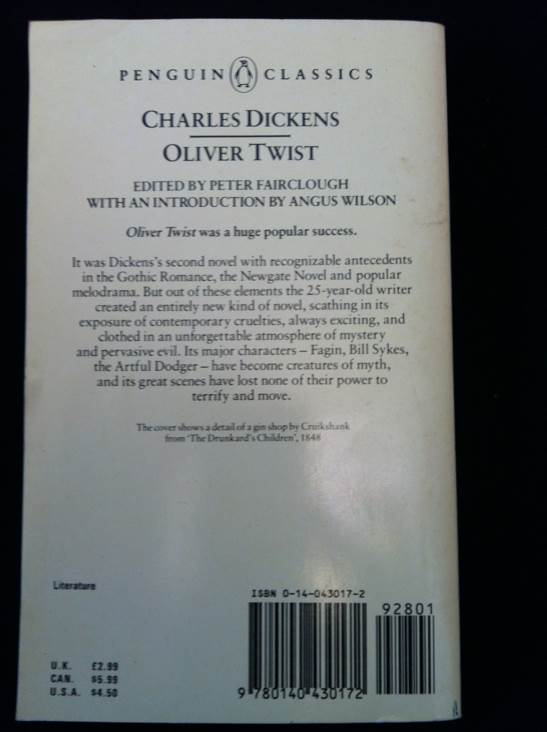 PENGUIN CLASSICS
CHARLES DICKENS
OLIVER TWIST
EDITED BY PETER FAIRCLOUGH
WITH AN INTRODUCTION BY ANGUS WILSON
Oliver Twist was a huge popular success.
It was Dickens's second novel with recognizable antecedents
in the Gothic Romance, the Newgate Novel and popular
melodrama. But out of these elements the 25-year-old writer
created an entirely new kind of novel, scathing in its
exposure of contemporary cruelties, always exciting, and
clothed in an unforgettable atmosphere of mystery
and pervasive evil. Its major characters – Fagin, Bill Sykes,
the Artful Dodger – have become creatures of myth,
and its great scenes have lost none of their power to
terrify and move.
The cover shows a detail of a gin shop by Cruikshank
from 'The Drunkard's Children', 1848
Literature
ISBN 0-14-043017-2
92801
U.K. £2.99
CAN. $5.99
U.S.A. $4.50
9 780140 430172